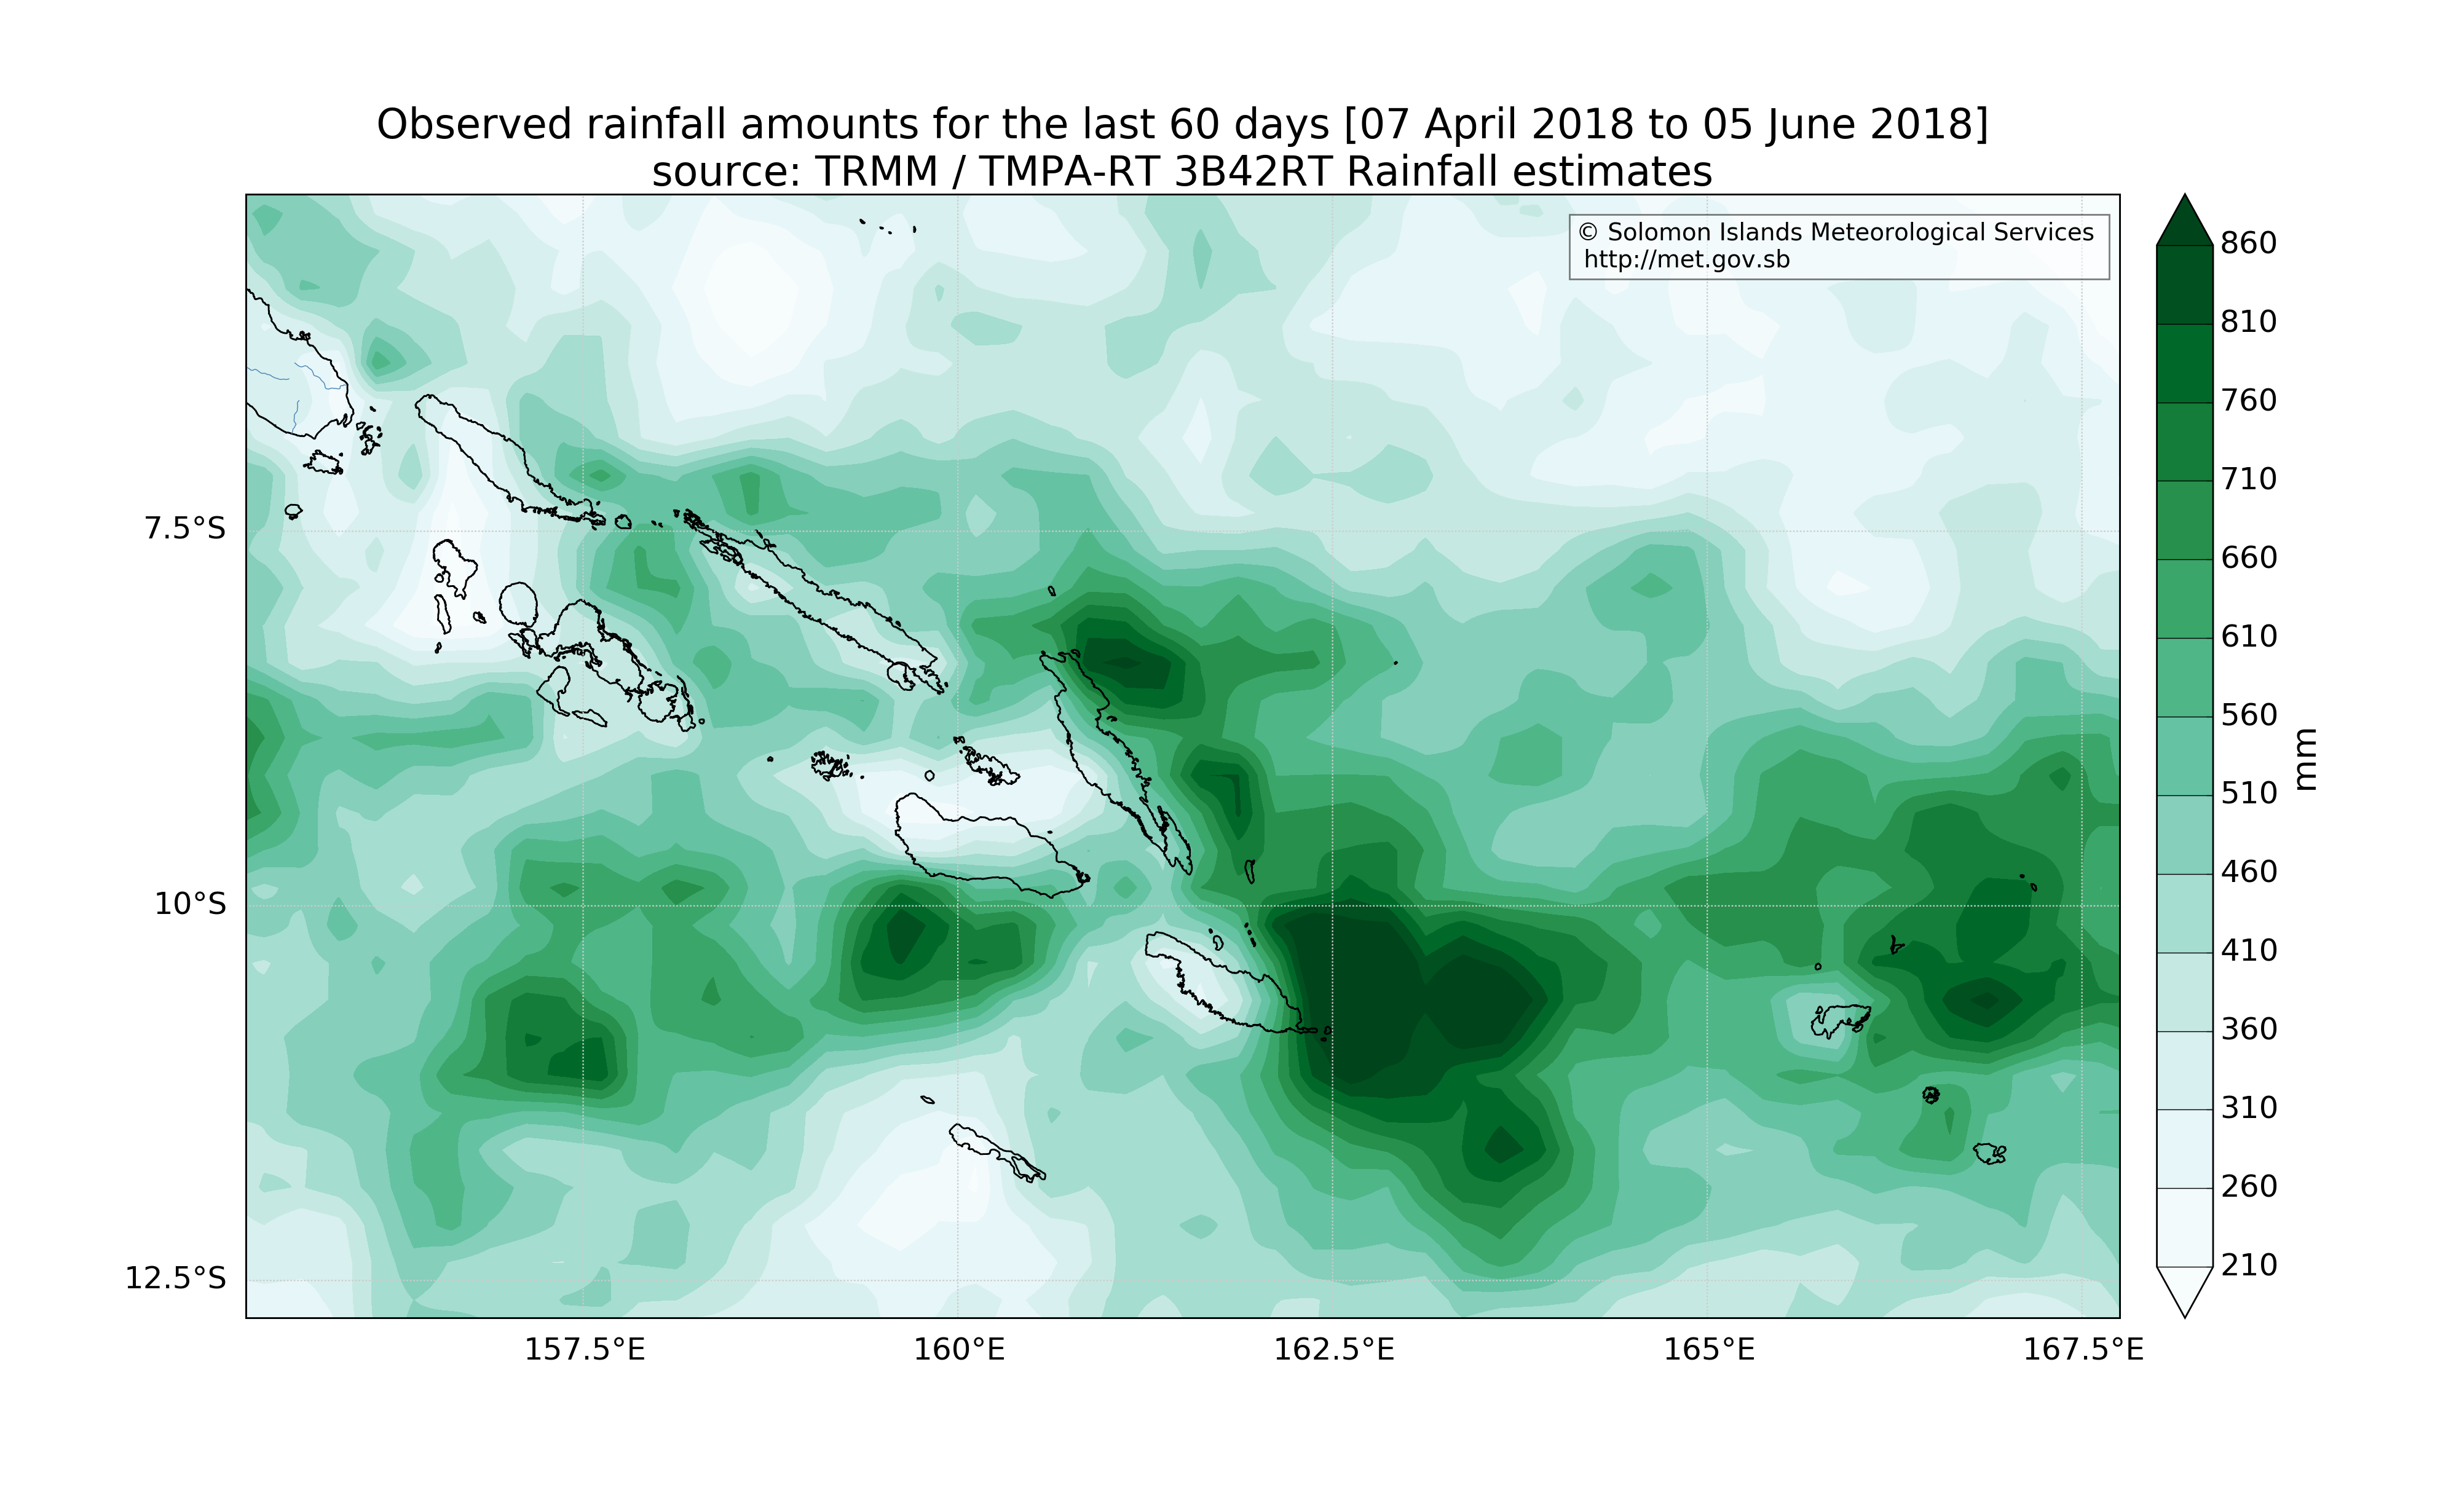 Observed rainfall amounts for the last 60 days [07 April 2018 to 05 June 2018]
source: TRMM / TMPA-RT 3B42RT Rainfall estimates
© Solomon Islands Meteorological Services
http://met.gov.sb
7.5°S
10°S
12.5°S
157.5°E
160°E
162.5°E
165°E
167.5°E
860
810
760
710
660
610
560
510
460
410
360
310
260
210
mm